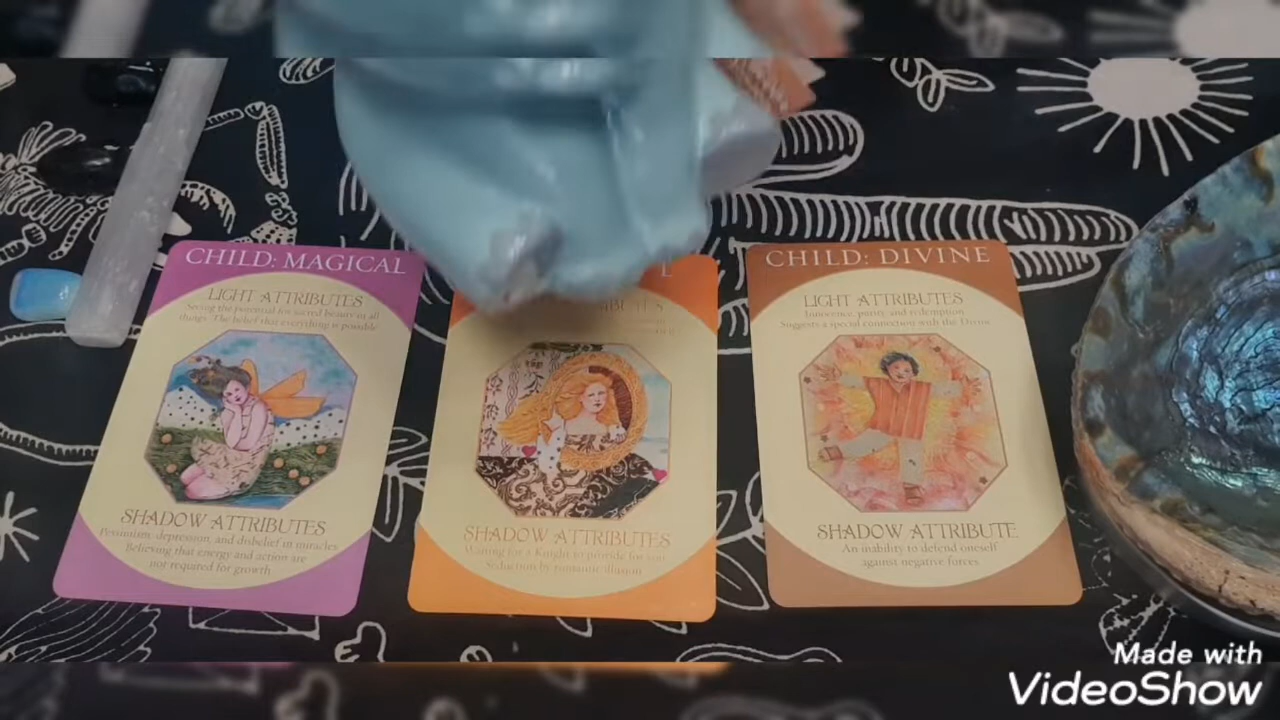 CHILD: MAGICAL
LIGHT ATTRIBUTES
Seeing the potential for sacred beauty in all
things. The belief that everything is possible
SHADOW ATTRIBUTES
Pessimism, depression, and disbelief in miracles.
Believing that energy and action are
not required for growth
L
SHADOW ATTRIBUTES
Waiting for a Knight to provide for you
Seduction by romantic illusion
CHILD: DIVINE
LIGHT ATTRIBUTES
Innocence, purity, and redemption
Suggests a special connection with the Divine
SHADOW ATTRIBUTE
An inability to defend oneself
against negative forces
Made with
VideoShow